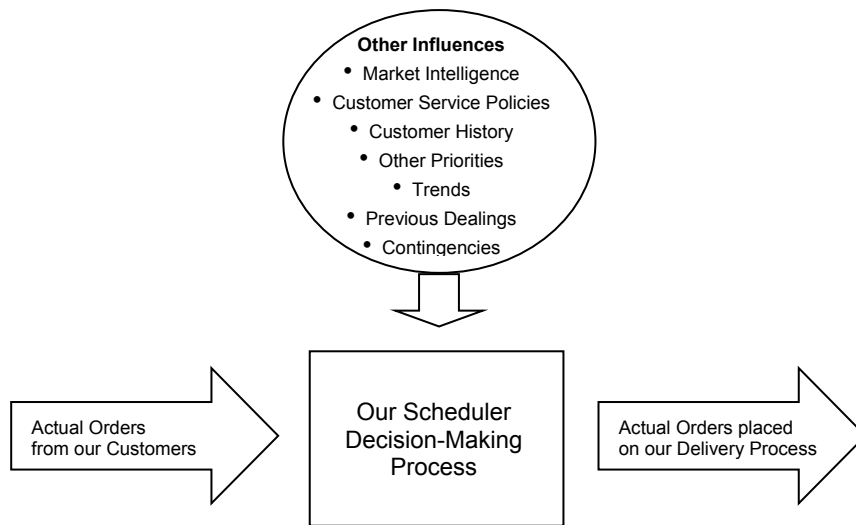 Other Influences
• Market Intelligence
• Customer Service Policies
• Customer History
• Other Priorities
• Trends
• Previous Dealings
• Contingencies
Actual Orders
from our Customers
Our Scheduler
Decision-Making
Process
Actual Orders placed
on our Delivery Process